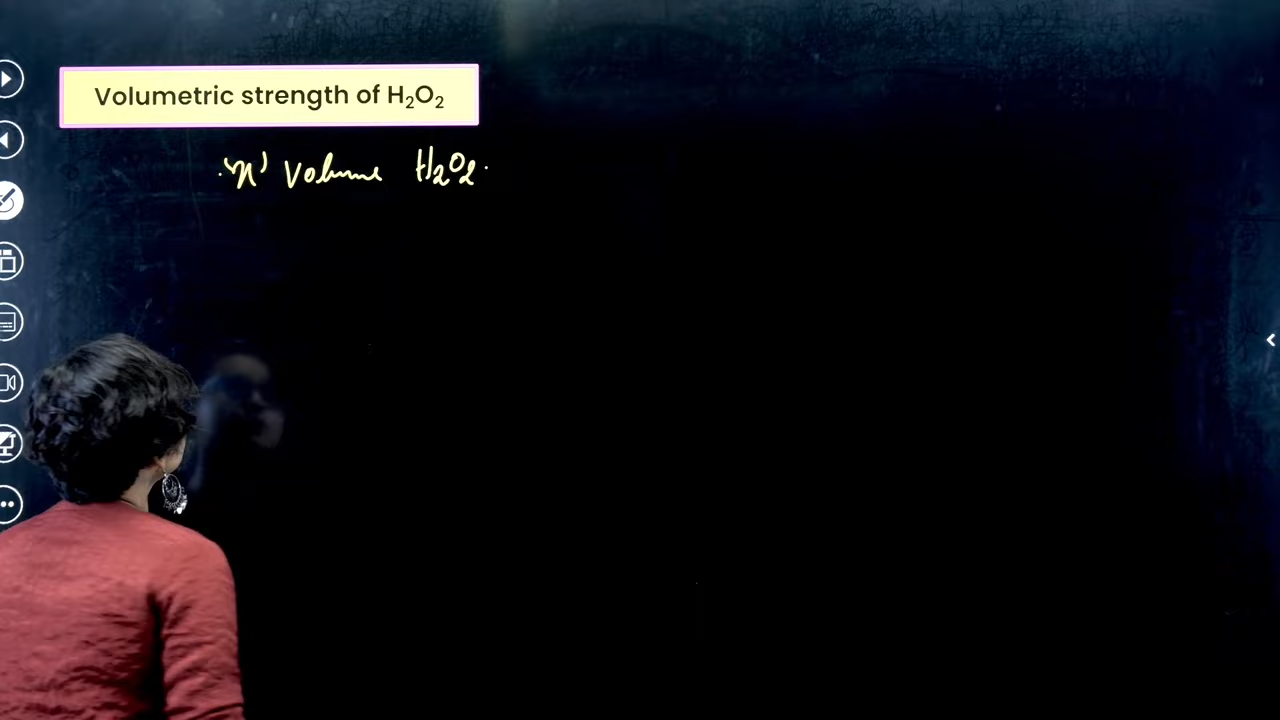 Volumetric strength of H₂O₂
'n' Volume H₂O₂.